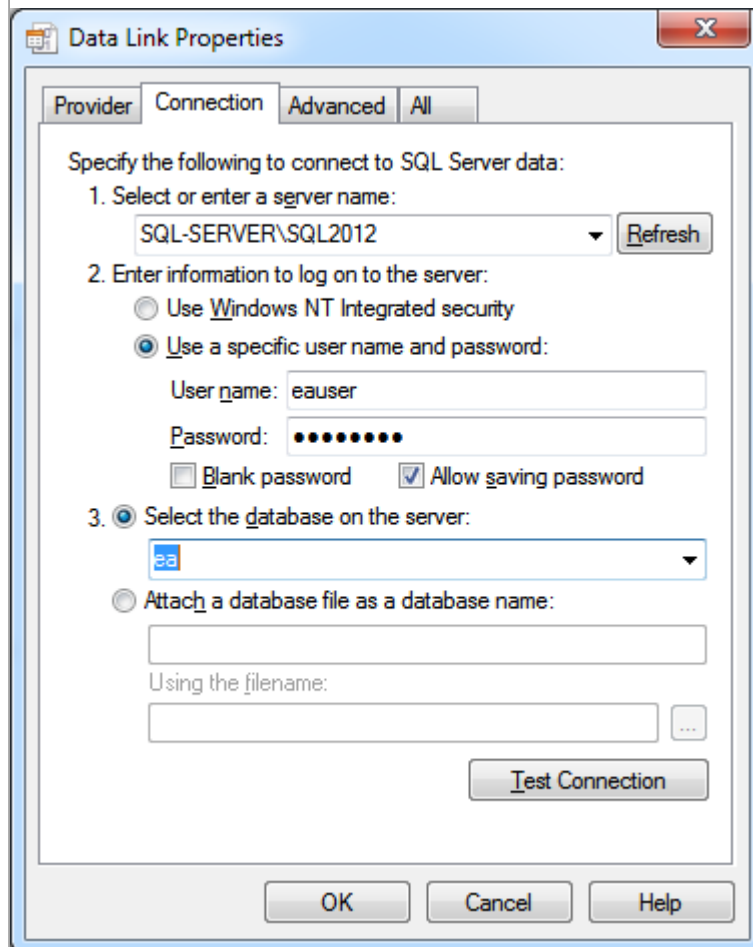 Data Link Properties
Provider Connection Advanced All
Specify the following to connect to SQL Server data:
1. Select or enter a server name:
SQL-SERVER\SQL2012 Refresh
2. Enter information to log on to the server:
Use Windows NT Integrated security
Use a specific user name and password:
User name: eauser
Password: ●●●●●●●●
Blank password Allow saving password
3. Select the database on the server:
ea
Attach a database file as a database name:
Using the filename:
...
Test Connection
OK Cancel Help